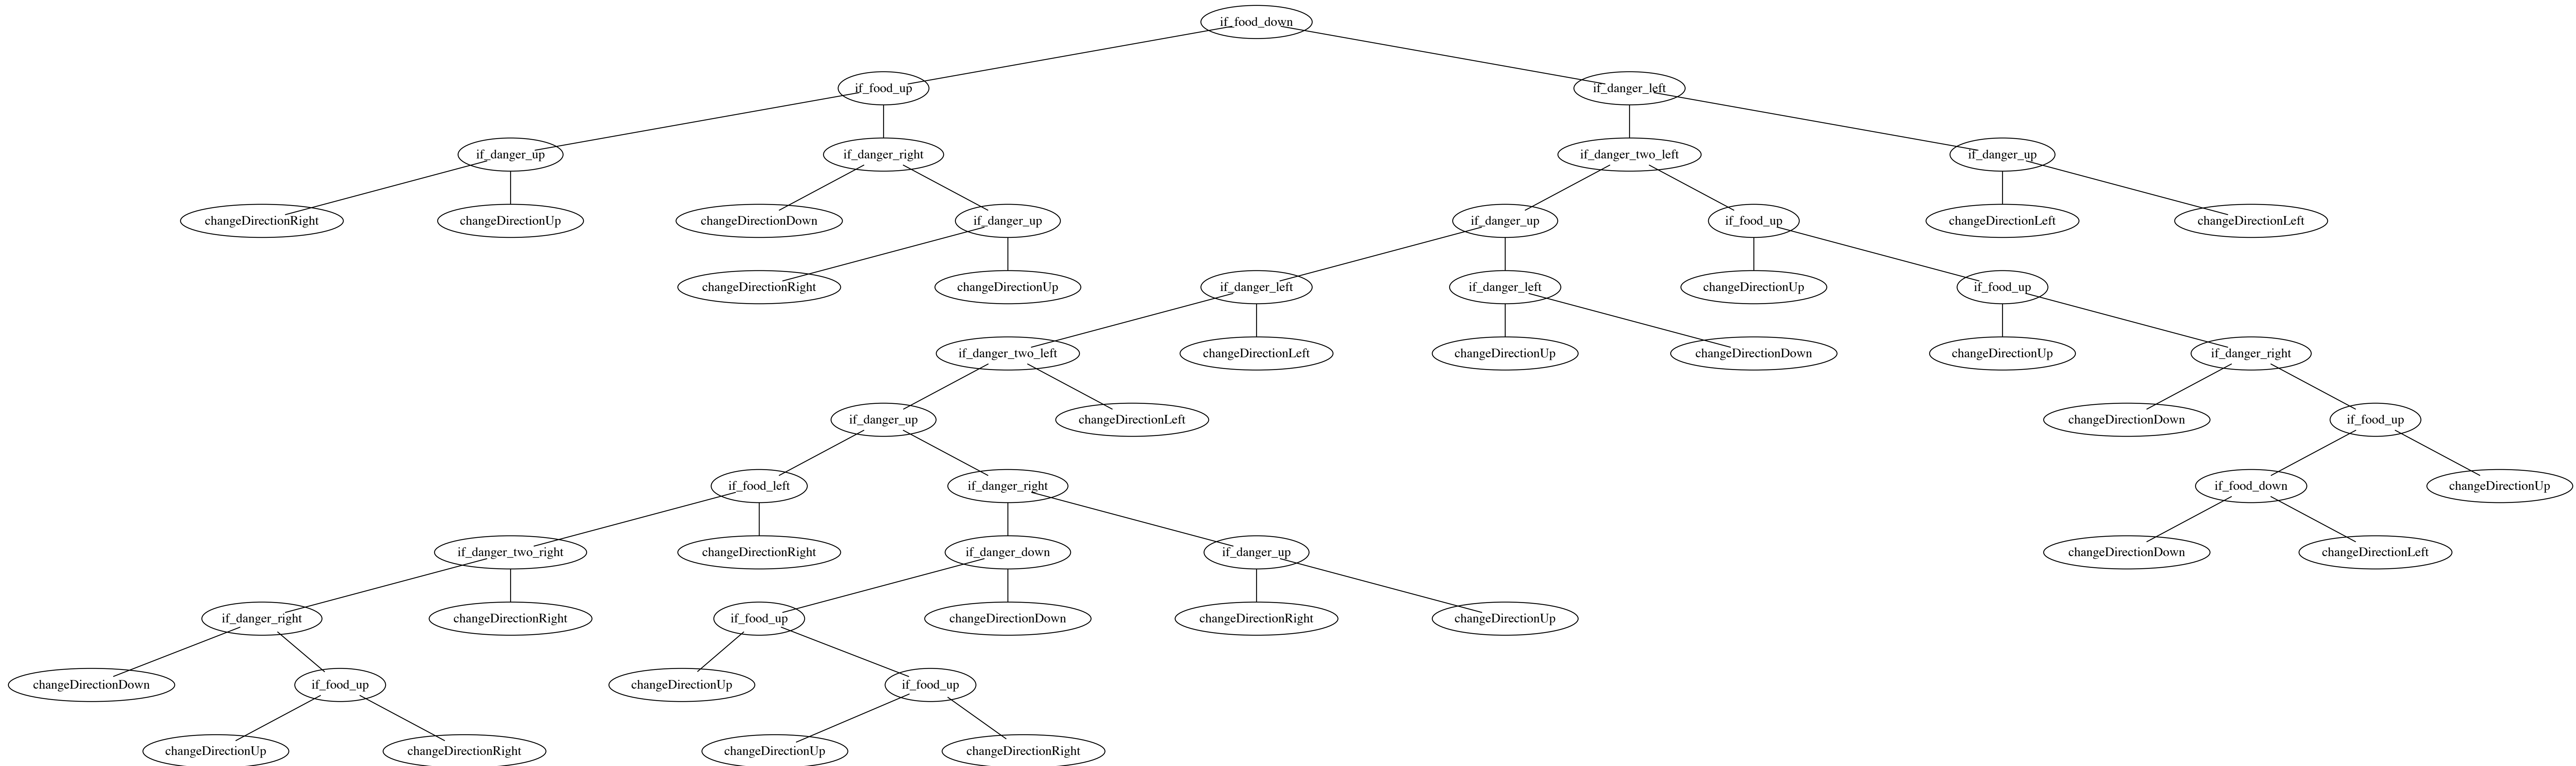 if_food_down
if_food_up if_danger_left
if_danger_up if_danger_right if_danger_two_left if_danger_up
changeDirectionRight changeDirectionUp changeDirectionDown if_danger_up if_danger_up if_food_up changeDirectionLeft changeDirectionLeft
changeDirectionRight changeDirectionUp if_danger_left if_danger_left changeDirectionUp if_food_up
if_danger_two_left changeDirectionLeft changeDirectionUp changeDirectionDown changeDirectionUp if_danger_right
if_danger_up changeDirectionLeft changeDirectionDown if_food_up
if_food_left if_danger_right if_food_down changeDirectionUp
if_danger_two_right changeDirectionRight if_danger_down if_danger_up changeDirectionDown changeDirectionLeft
if_danger_right changeDirectionRight if_food_up changeDirectionDown changeDirectionRight changeDirectionUp
changeDirectionDown if_food_up changeDirectionUp if_food_up
changeDirectionUp changeDirectionRight changeDirectionUp changeDirectionRight